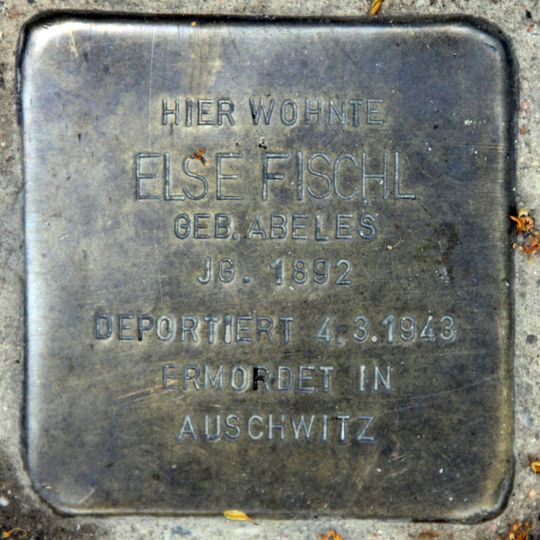 HIER WOHNTE
ELSE FISCHL
GEB. ABELES
JG. 1892
DEPORTIERT 4.3.1943
ERMORDET IN
AUSCHWITZ